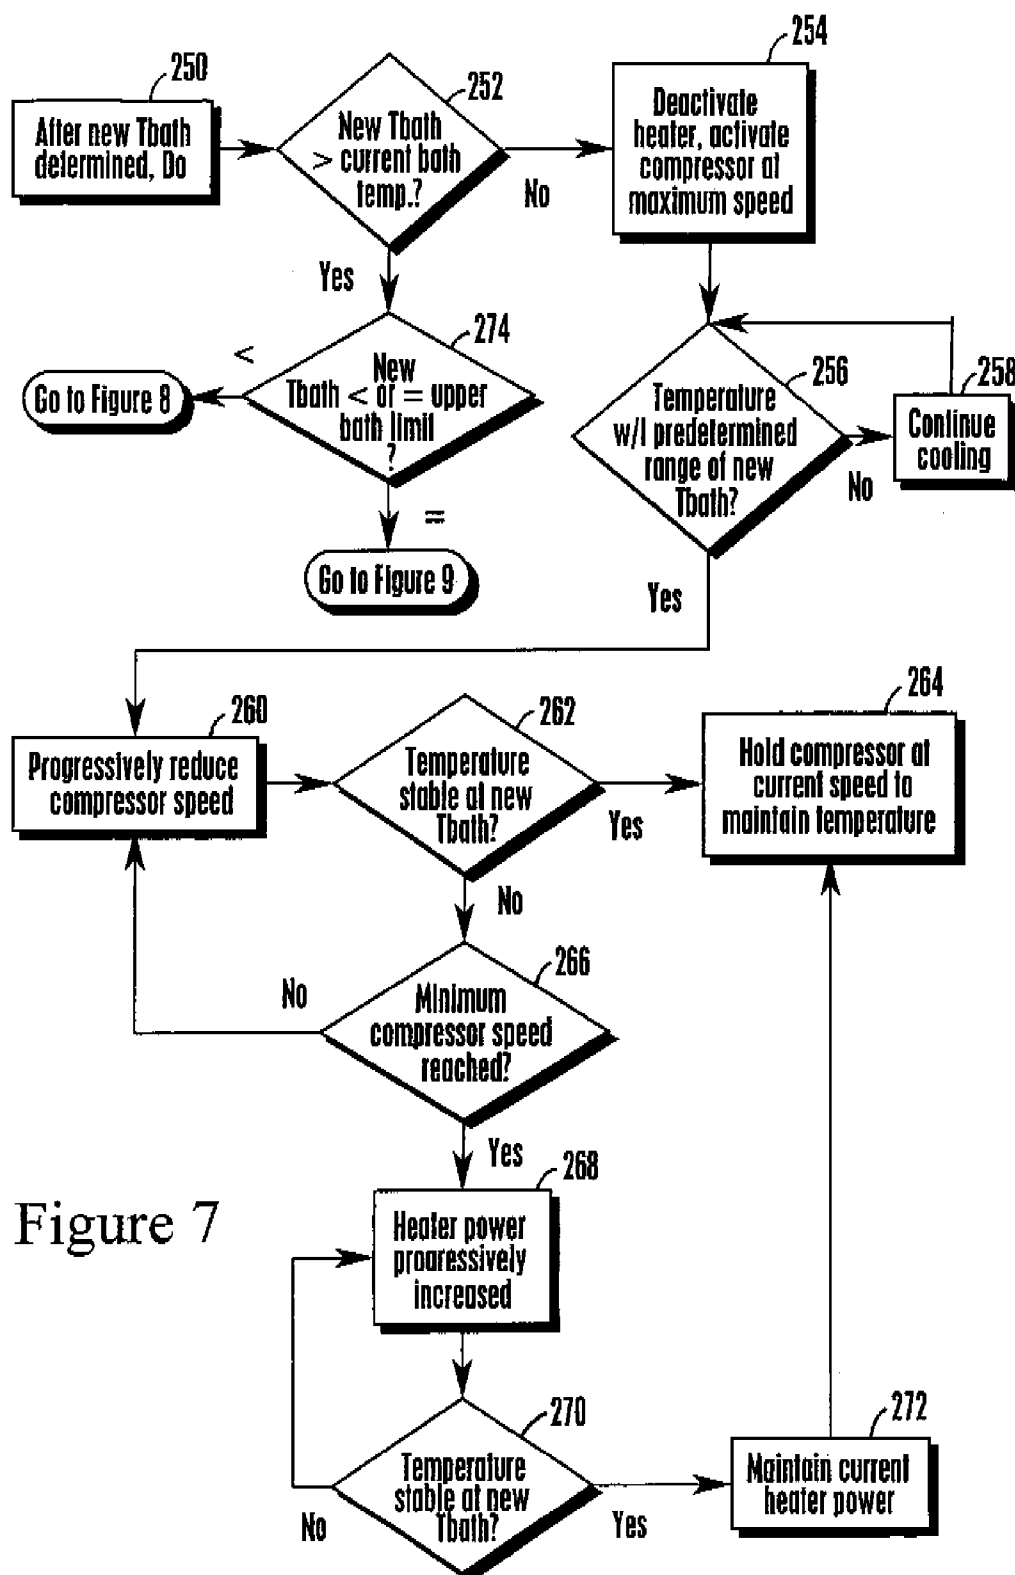 250
After new Tbath
determined, Do
252
New Tbath
> current bath
temp.?
No
Yes
254
Deactivate
heater, activate
compressor at
maximum speed
274
New
Tbath < or = upper
bath limit
?
<
Go to Figure 8
=
Go to Figure 9
256
Temperature
w/I predetermined
range of new
Tbath?
No
Yes
258
Continue
cooling
260
Progressively reduce
compressor speed
262
Temperature
stable at new
Tbath?
Yes
No
264
Hold compressor at
current speed to
maintain temperature
266
Minimum
compressor speed
reached?
No
Yes
268
Heater power
progressively
increased
Figure 7
270
Temperature
stable at new
Tbath?
No
Yes
272
Maintain current
heater power